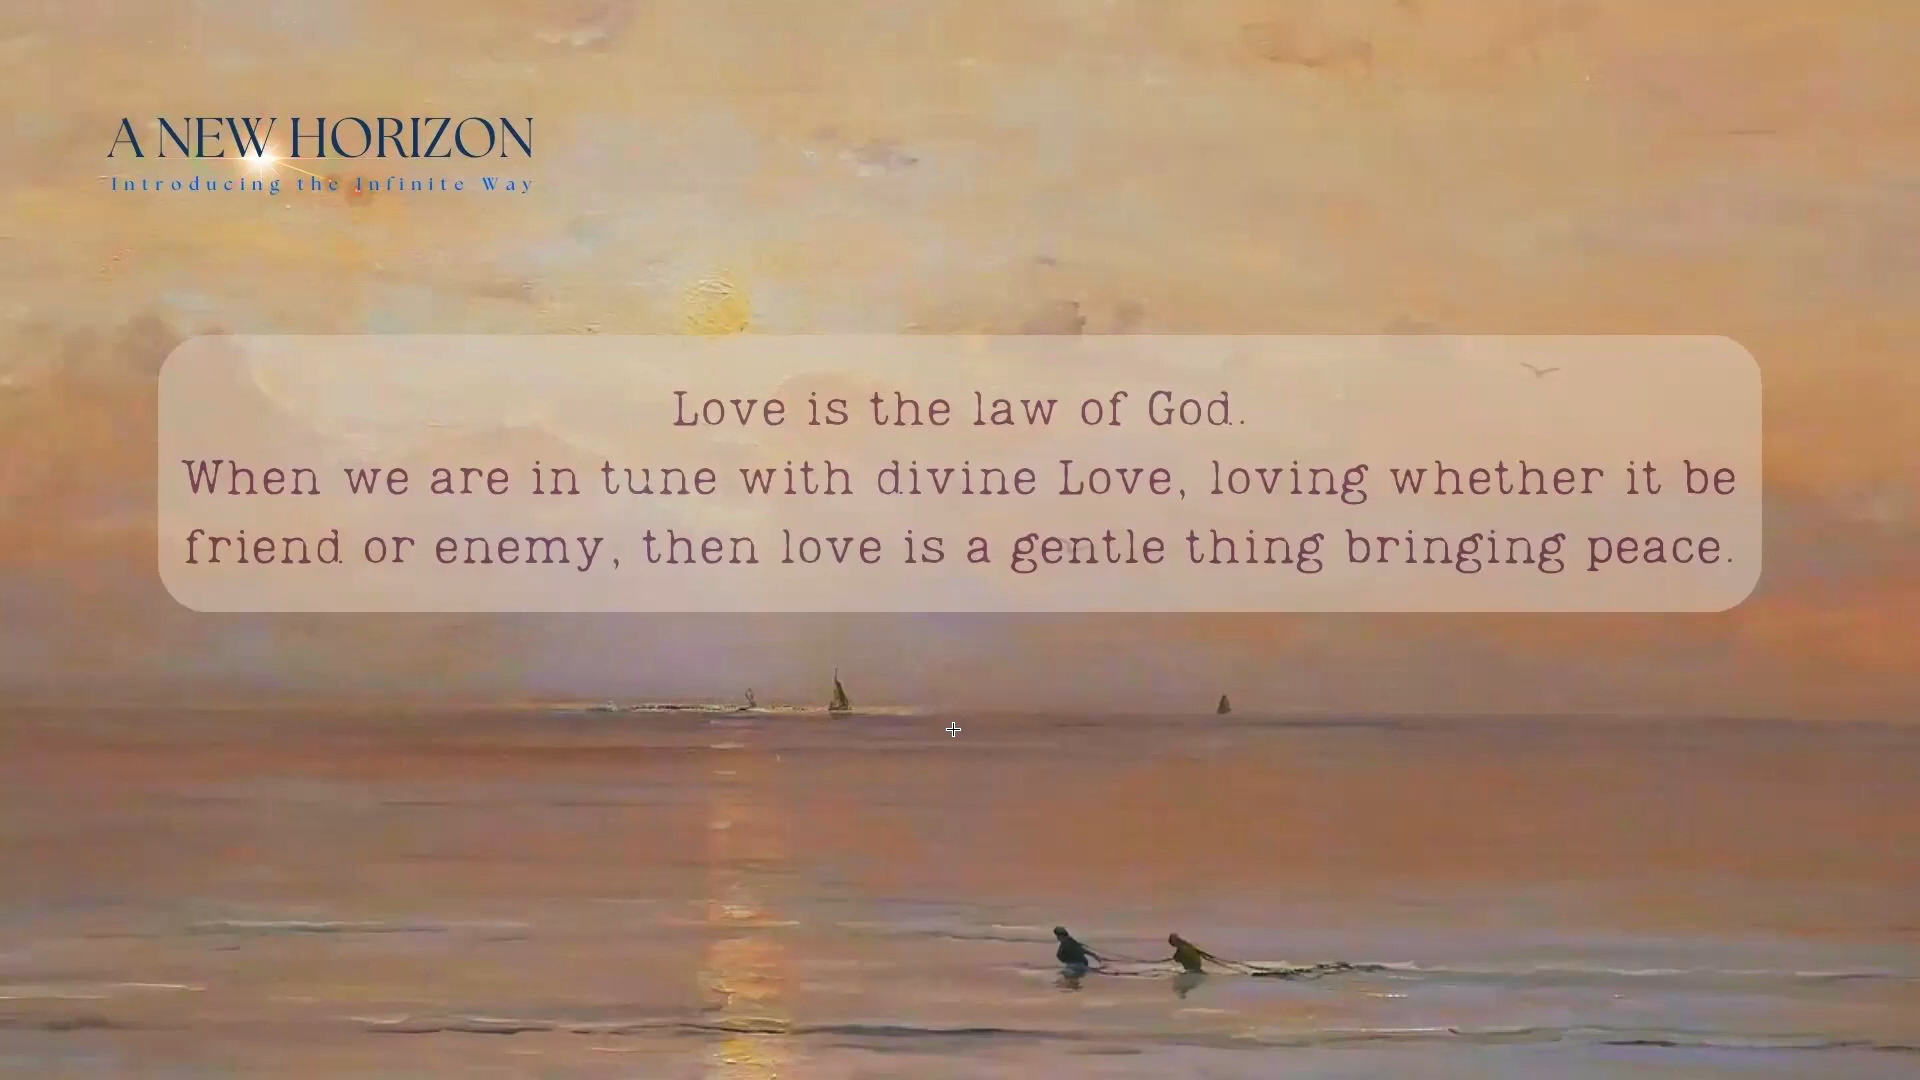 A NEW HORIZON
Introducing the Infinite Way
Love is the law of God.
When we are in tune with divine Love, loving whether it be
friend or enemy, then love is a gentle thing bringing peace.